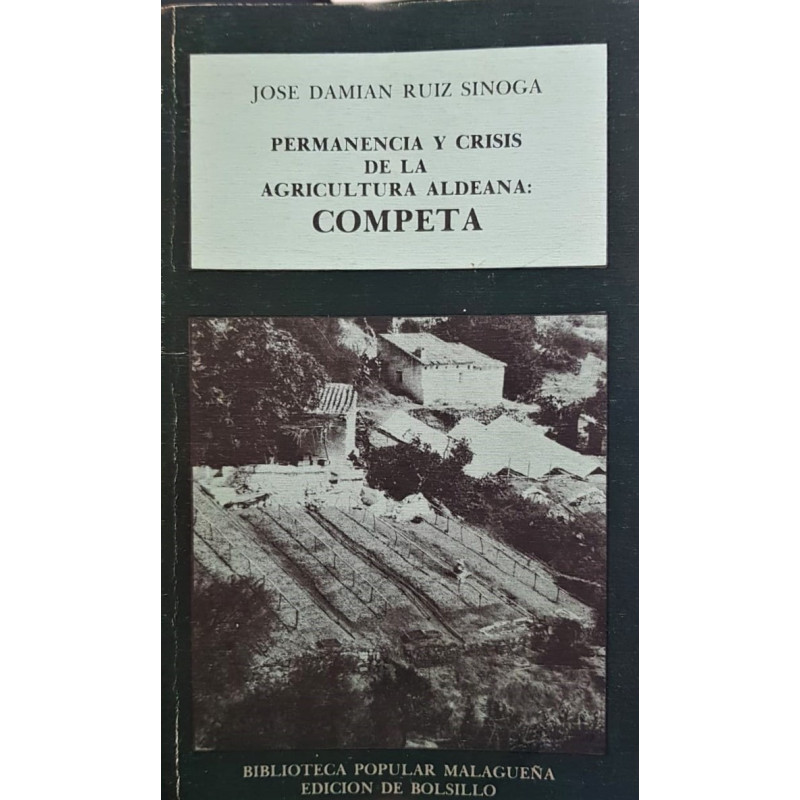 JOSE DAMIAN RUIZ SINOGA
PERMANENCIA Y CRISIS
DE LA
AGRICULTURA ALDEANA:
COMPETA
BIBLIOTECA POPULAR MALAGUEÑA
EDICION DE BOLSILLO